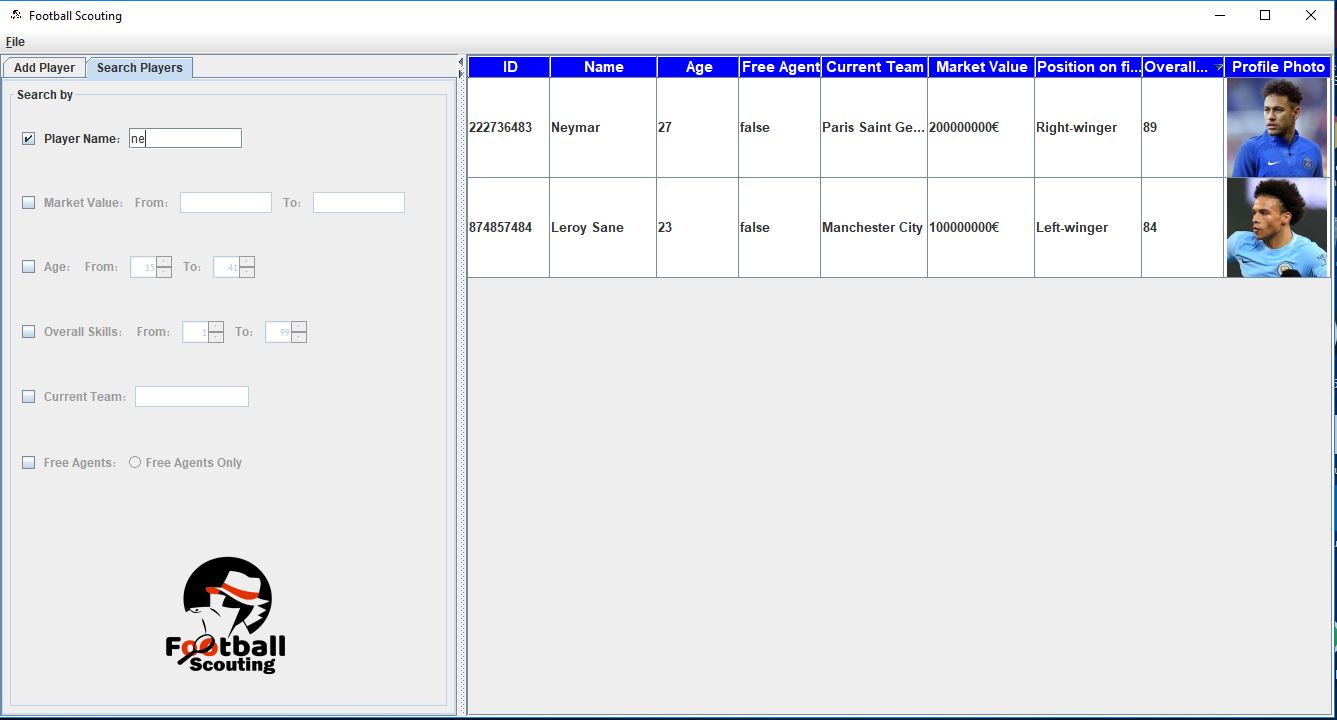 Football Scouting
File
Add Player Search Players
Search by
Player Name: ne
Market Value: From: To:
Age: From: 15 To: 41
Overall Skills: From: 1 To: 99
Current Team:
Free Agents: Free Agents Only
Football
Scouting
ID Name Age Free Agent Current Team Market Value Position on fi... Overall... Profile Photo
222736483 Neymar 27 false Paris Saint Ge... 200000000€ Right-winger 89
874857484 Leroy Sane 23 false Manchester City 100000000€ Left-winger 84